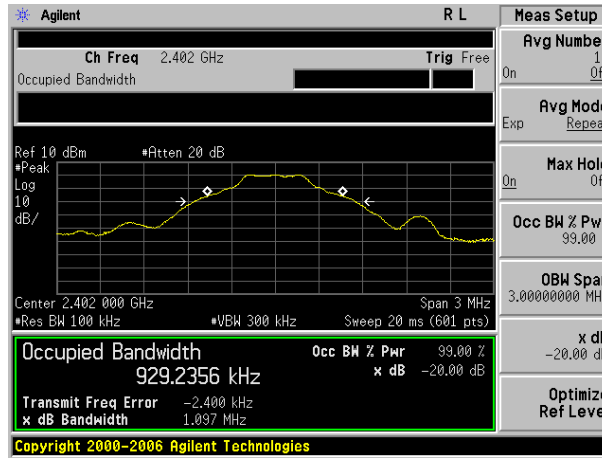 Agilent R L Meas Setup
Ch Freq 2.402 GHz Trig Free
Occupied Bandwidth
Avg Numbe
1
On Of
Avg Mod
Exp Repea
Max Hol
On Of
Occ BW % Pw
99.00
OBW Spa
3.00000000 MH
x d
-20.00 d
Optimiz
Ref Leve
Ref 10 dBm #Atten 20 dB
#Peak
Log
10
dB/
Center 2.402 000 GHz Span 3 MHz
#Res BW 100 kHz #VBW 300 kHz Sweep 20 ms (601 pts)
Occupied Bandwidth Occ BW % Pwr 99.00 %
929.2356 kHz x dB -20.00 dB
Transmit Freq Error -2.400 kHz
x dB Bandwidth 1.097 MHz
Copyright 2000-2006 Agilent Technologies